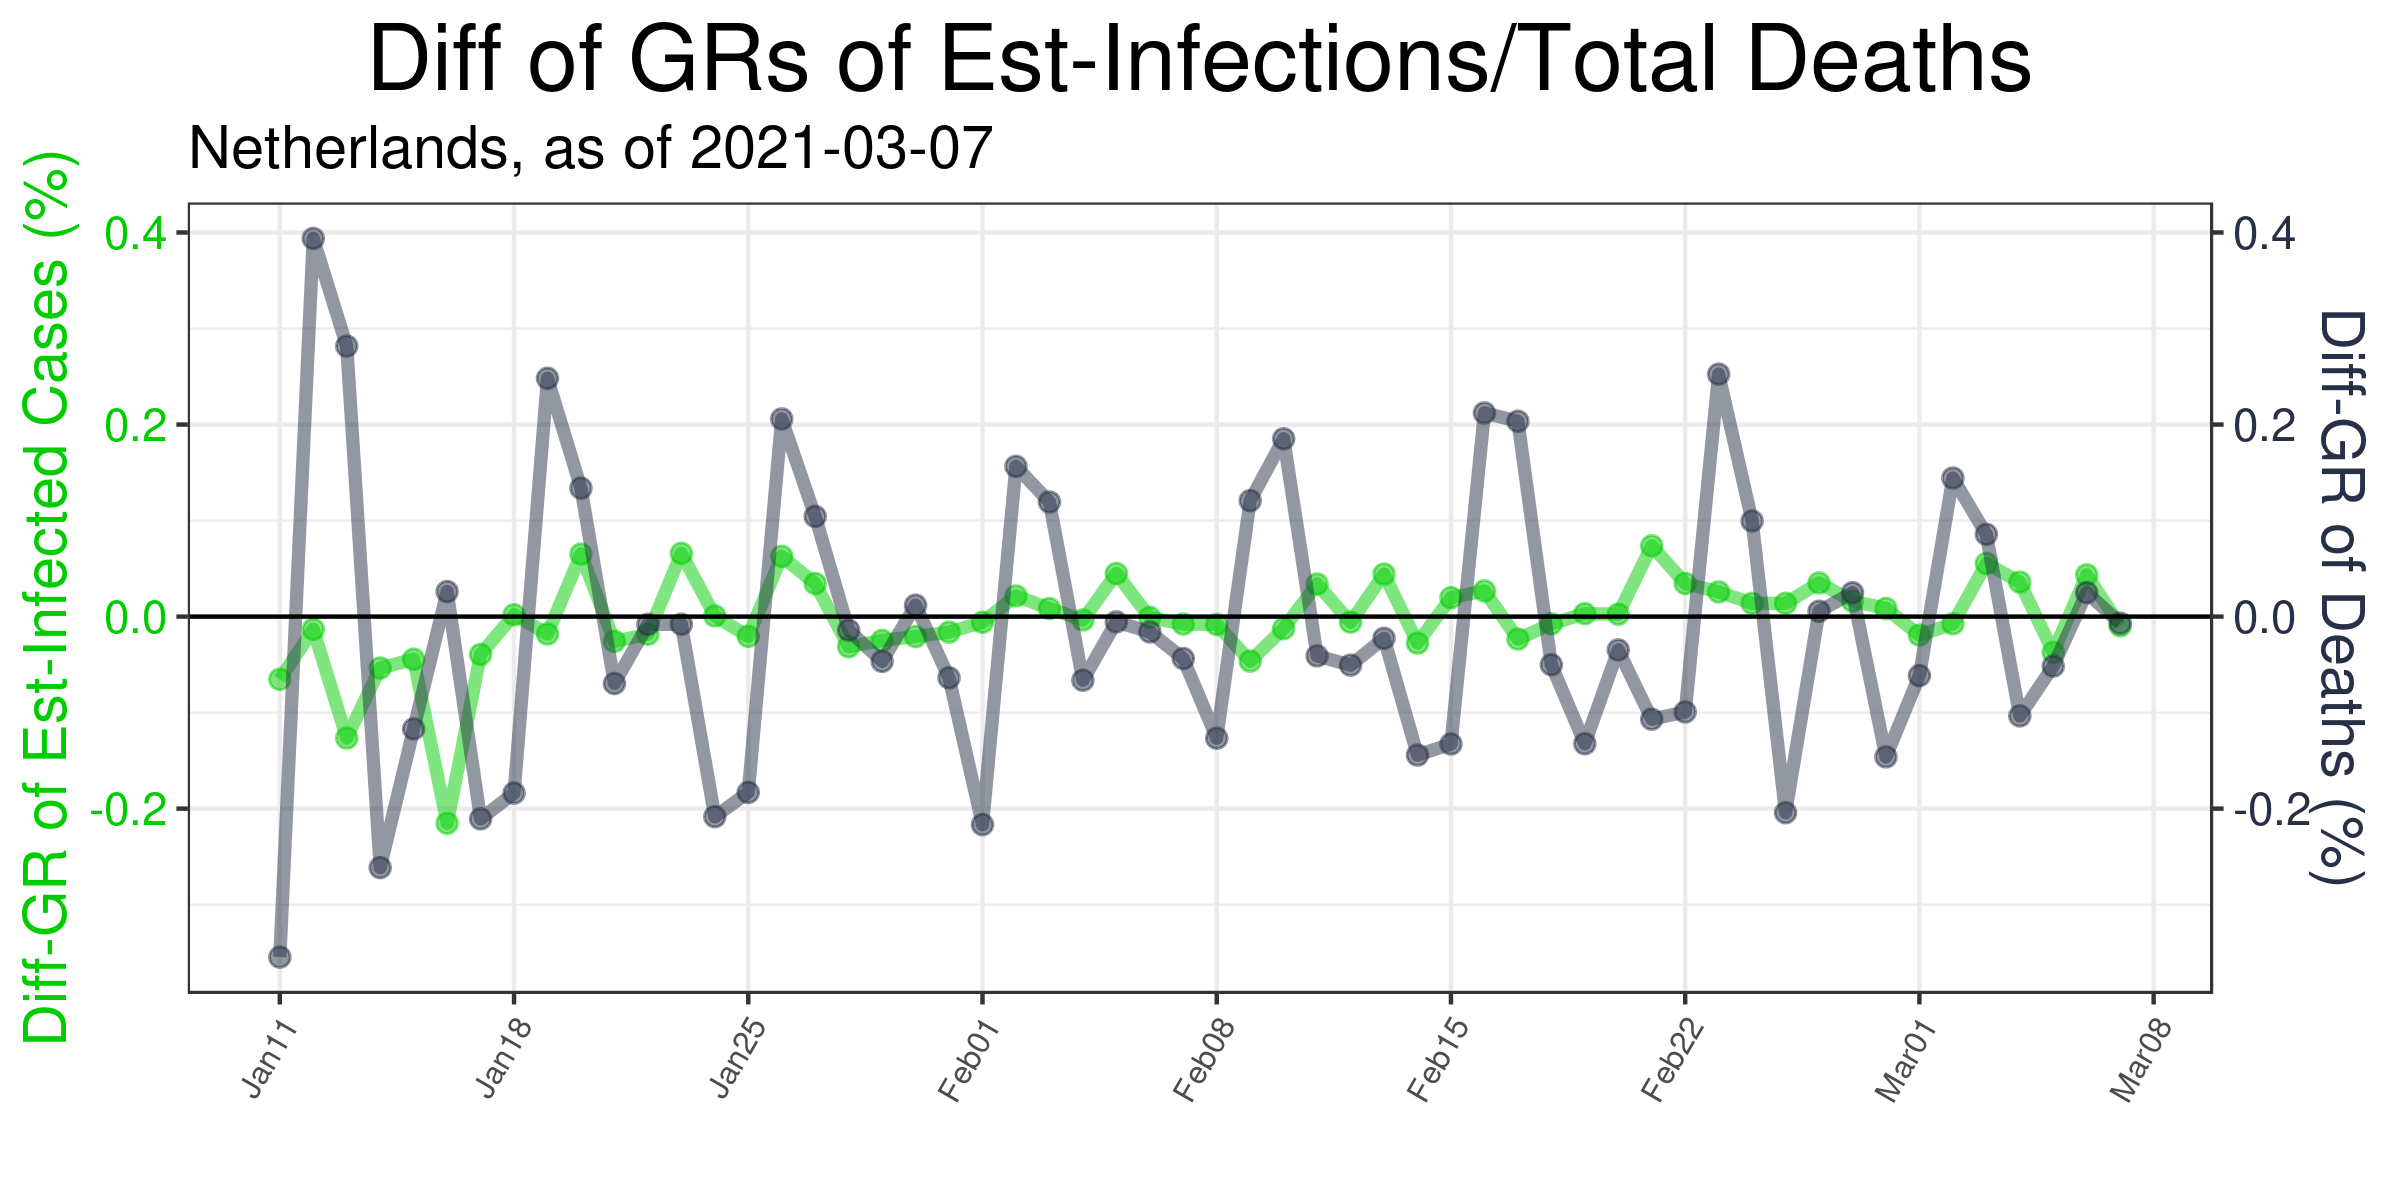 Diff of GRs of Est-Infections/Total Deaths
Netherlands, as of 2021-03-07
Diff-GR of Est-Infected Cases (%)
0.4
0.2
0.0
-0.2
0.4
0.2
0.0
-0.2
Diff-GR of Deaths (%)
Jan11
Jan18
Jan25
Feb01
Feb08
Feb15
Feb22
Mar01
Mar08